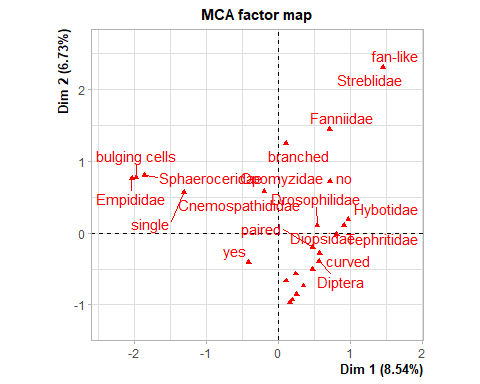 MCA factor map
Dim 2 (6.73%)
2
1
0
-1
fan-like
Streblidae
Fanniidae
branched
bulging cells
Sphaeroceridae
Opomyzidae
no
Empididae
Cnemospathididae
Drosophilidae
Hybotidae
single
paired
Diopsidae
Tephritidae
yes
curved
Diptera
-2
-1
0
1
2
Dim 1 (8.54%)